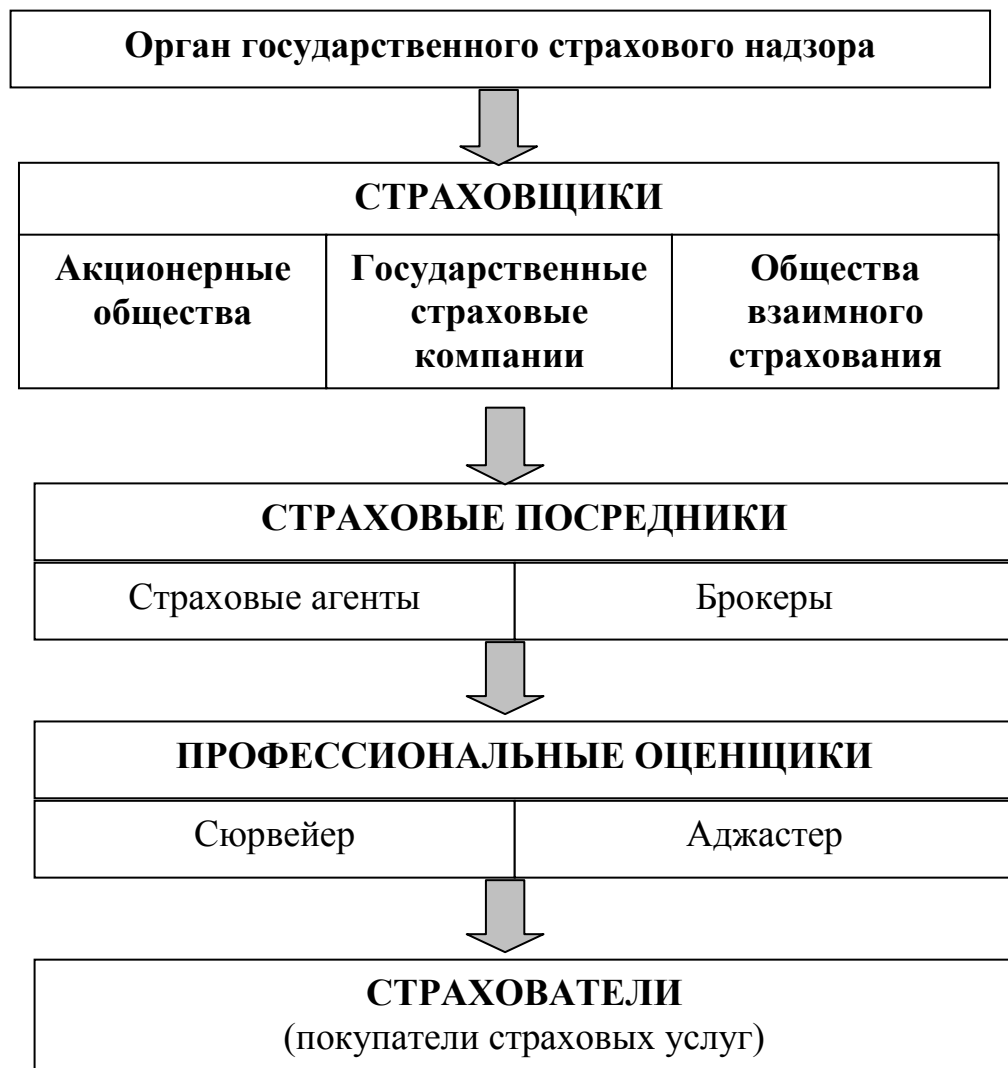 Орган государственного страхового надзора
СТРАХОВЩИКИ
Акционерные
общества
Государственные
страховые
компании
Общества
взаимного
страхования
СТРАХОВЫЕ ПОСРЕДНИКИ
Страховые агенты
Брокеры
ПРОФЕССИОНАЛЬНЫЕ ОЦЕНЩИКИ
Сюрвейер
Аджастер
СТРАХОВАТЕЛИ
(покупатели страховых услуг)